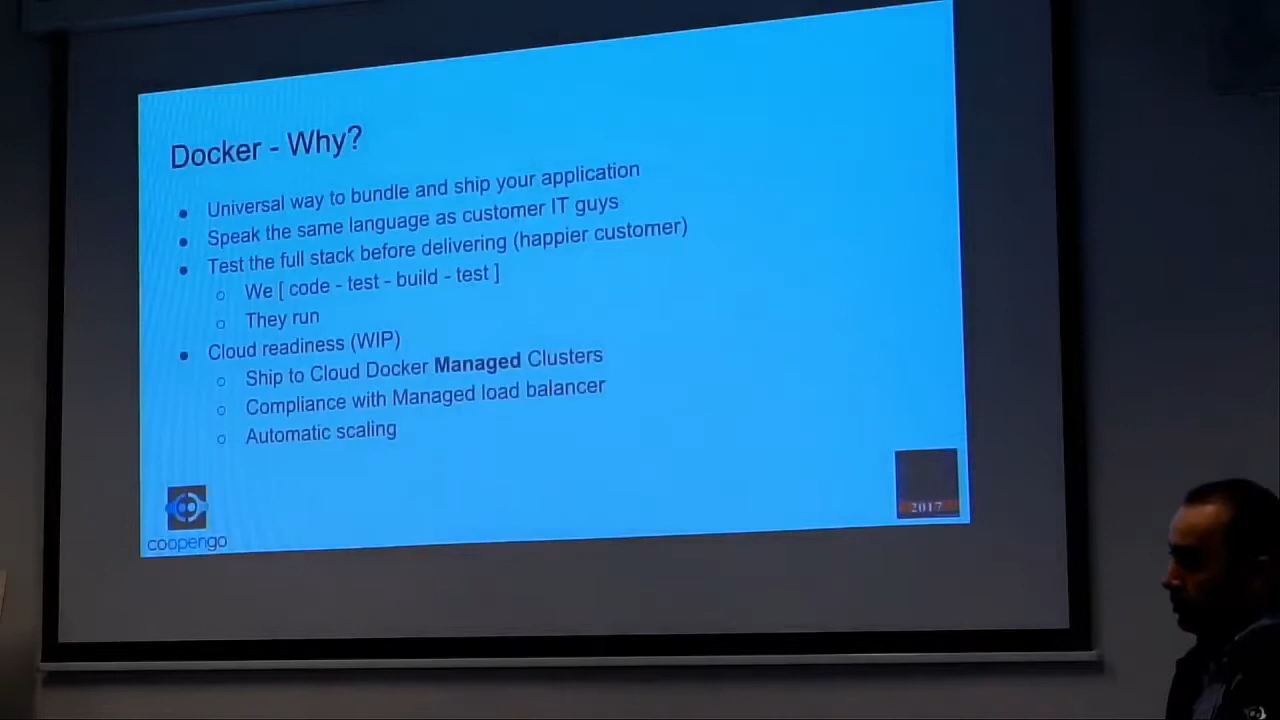 Docker - Why?
● Universal way to bundle and ship your application
● Speak the same language as customer IT guys
● Test the full stack before delivering (happier customer)
○ We [ code - test - build - test ]
○ They run
● Cloud readiness (WIP)
○ Ship to Cloud Docker Managed Clusters
○ Compliance with Managed load balancer
○ Automatic scaling
coopengo
2017